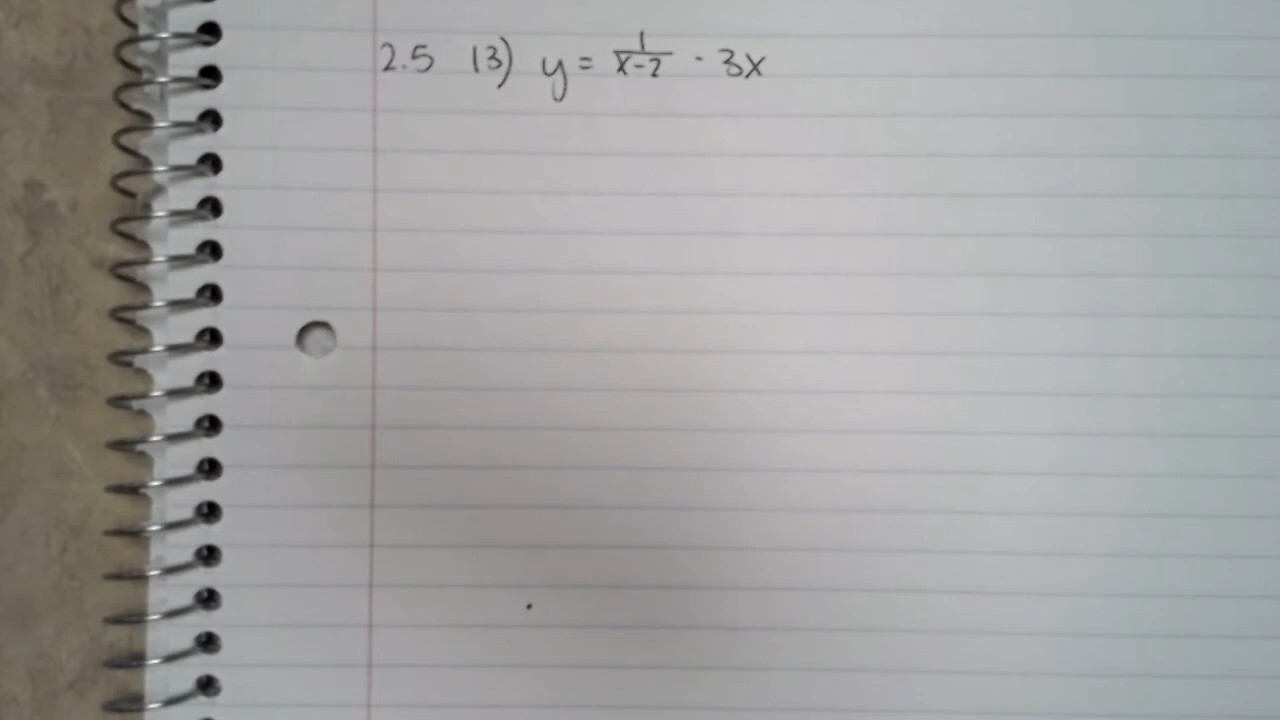 2.5 13) y = 1/(x-2) - 3x